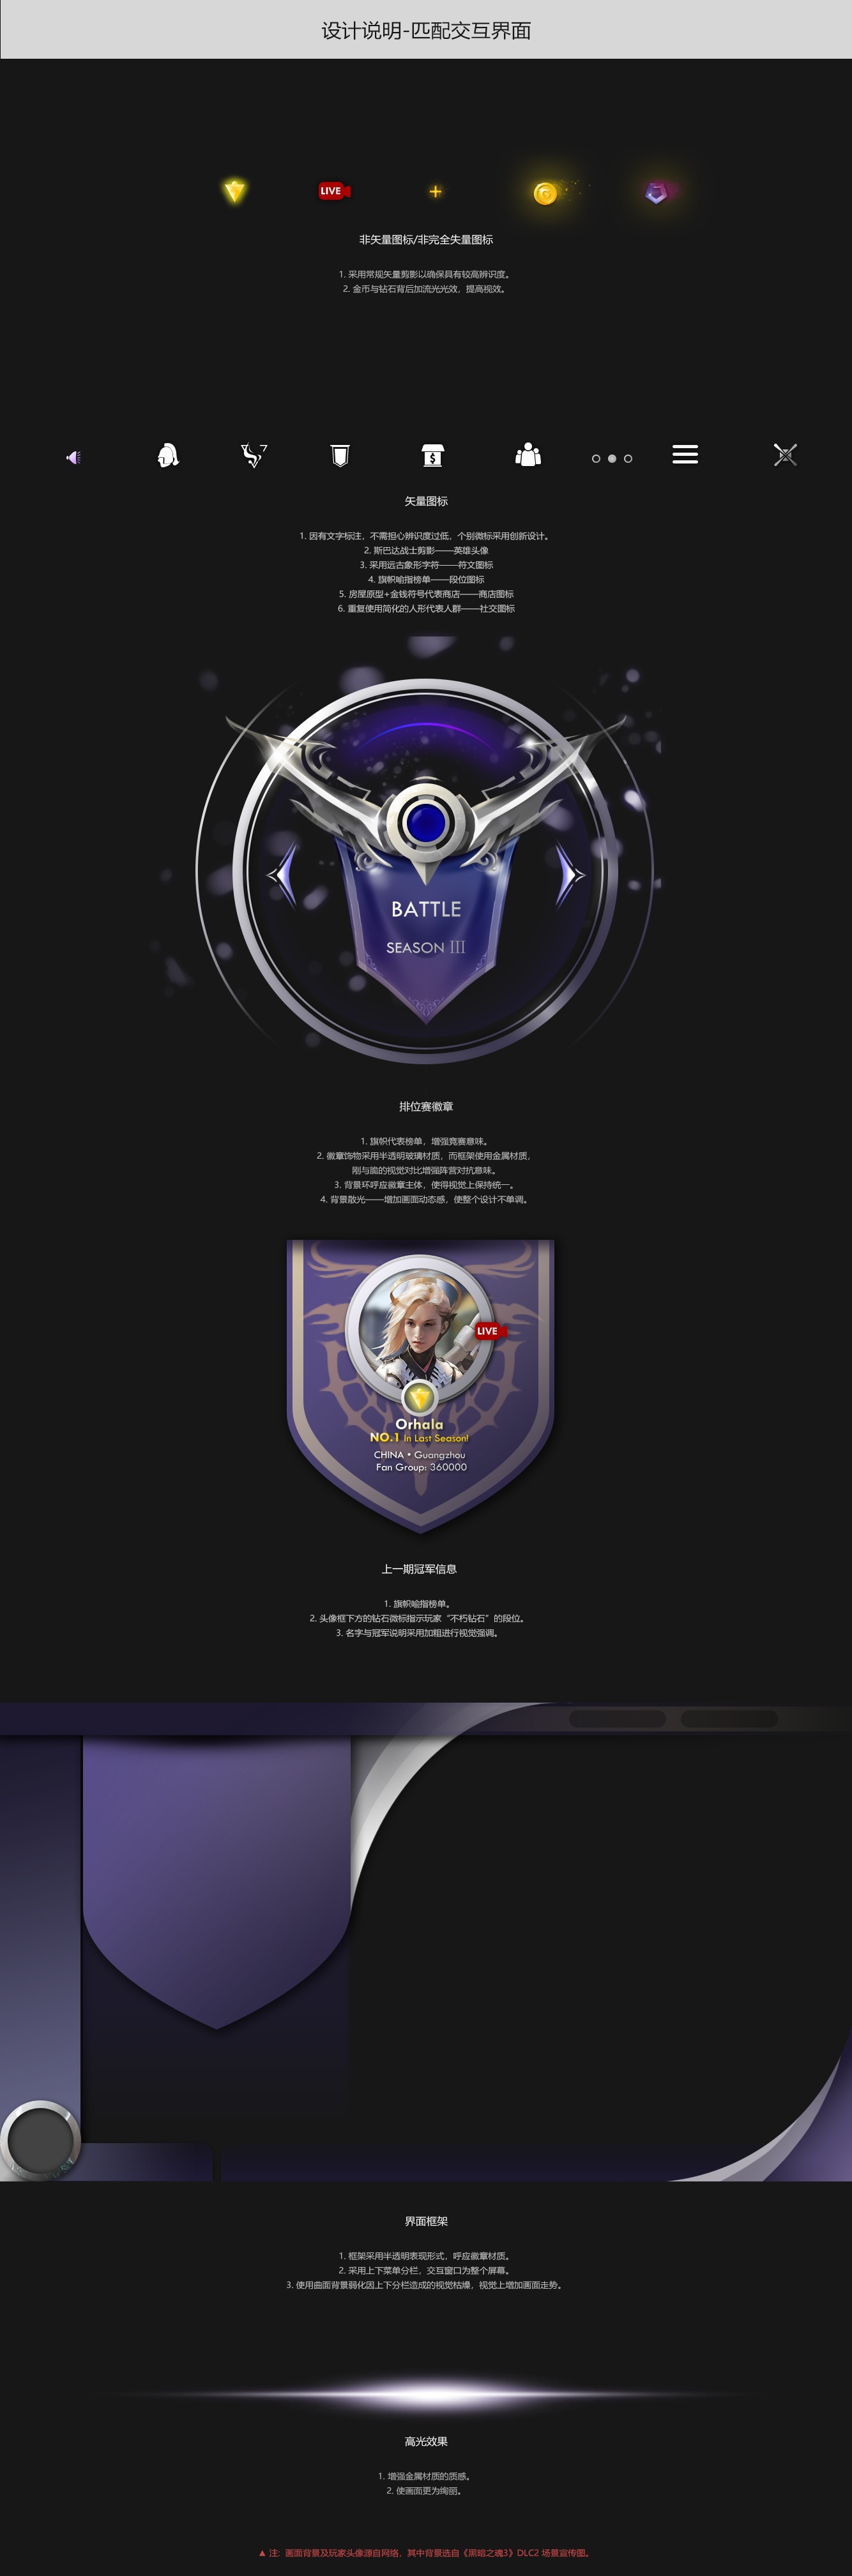 设计说明-匹配交互界面
LIVE
非矢量图标/非完全失量图标
1. 采用常规矢量剪影以确保具有较高辨识度。
2. 金币与钻石背后加流光光效，提高视效。
矢量图标
1. 因有文字标注，不需担心辨识度过低，个别微标采用创新设计。
2. 斯巴达战士剪影——英雄头像
3. 采用远古象形字符——符文图标
4. 旗帜喻指榜单——段位图标
5. 房屋原型+金钱符号代表商店——商店图标
6. 重复使用简化的人形代表人群——社交图标
BATTLE
SEASON III
排位赛徽章
1. 旗帜代表榜单，增强竞赛意味。
2. 徽章饰物采用半透明玻璃材质，而框架使用金属材质，
刚与脆的视觉对比增强阵营对抗意味。
3. 背景环呼应徽章主体，使得视觉上保持统一。
4. 背景散光——增加画面动态感，使整个设计不单调。
LIVE
Orhala
NO.1 In Last Season!
CHINA • Guangzhou
Fan Group: 360000
上一期冠军信息
1. 旗帜喻指榜单。
2. 头像框下方的钻石微标指示玩家“不朽钻石”的段位。
3. 名字与冠军说明采用加粗进行视觉强调。
界面框架
1. 框架采用半透明表现形式，呼应徽章材质。
2. 采用上下菜单分栏，交互窗口为整个屏幕。
3. 使用曲面背景弱化因上下分栏造成的视觉枯燥，视觉上增加画面走势。
高光效果
1. 增强金属材质的质感。
2. 使画面更为绚丽。
▲ 注: 画面背景及玩家头像源自网络，其中背景选自《黑暗之魂3》DLC2 场景宣传图。